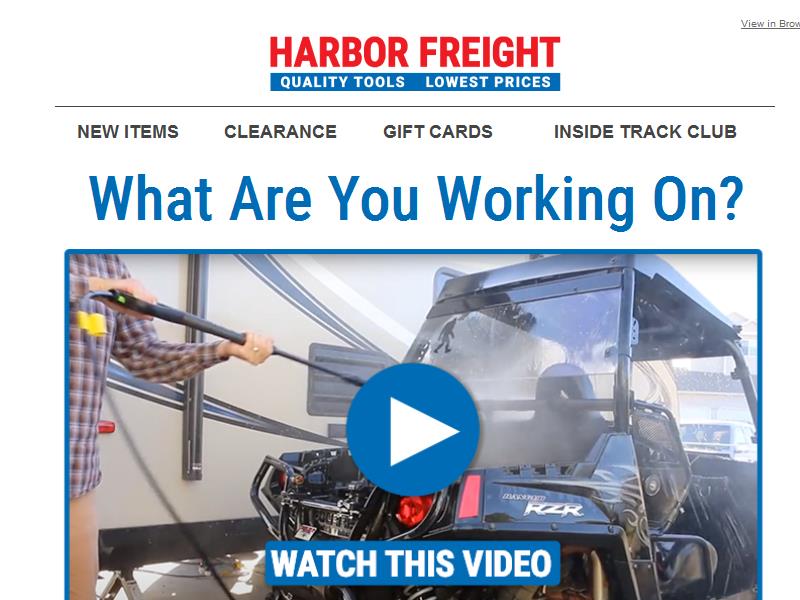 View in Brow
HARBOR FREIGHT
QUALITY TOOLS LOWEST PRICES
NEW ITEMS CLEARANCE GIFT CARDS INSIDE TRACK CLUB
What Are You Working On?
RZR
WATCH THIS VIDEO